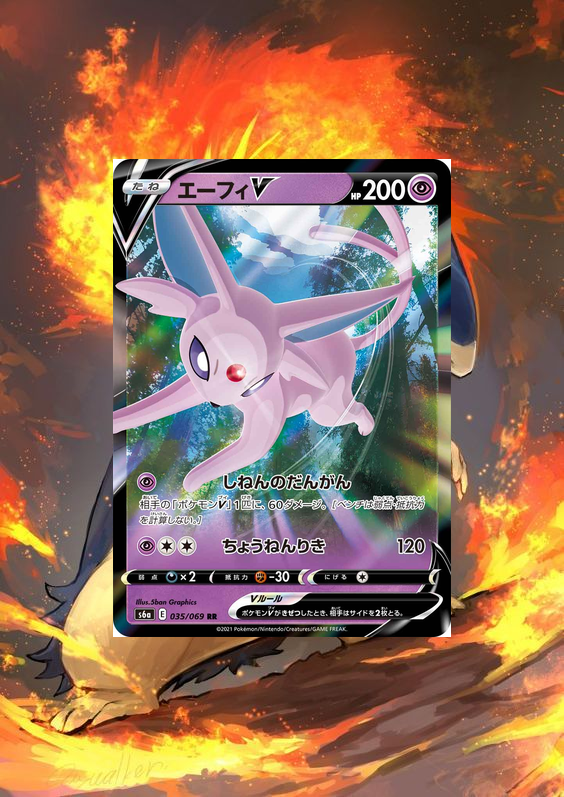 たね エーフィV HP 200
しねんのだんがん
相手の「ポケモンV」1匹に、60ダメージ。[ベンチは弱点・抵抗力
を計算しない。]
ちょうねんりき 120
弱点 ×2 抵抗力 -30 にげる
Illus. 5ban Graphics
Vルール
s6a E 035/069 RR
ポケモンVがきぜつしたとき、相手はサイドを2枚とる。
©2021 Pokémon/Nintendo/Creatures/GAME FREAK.